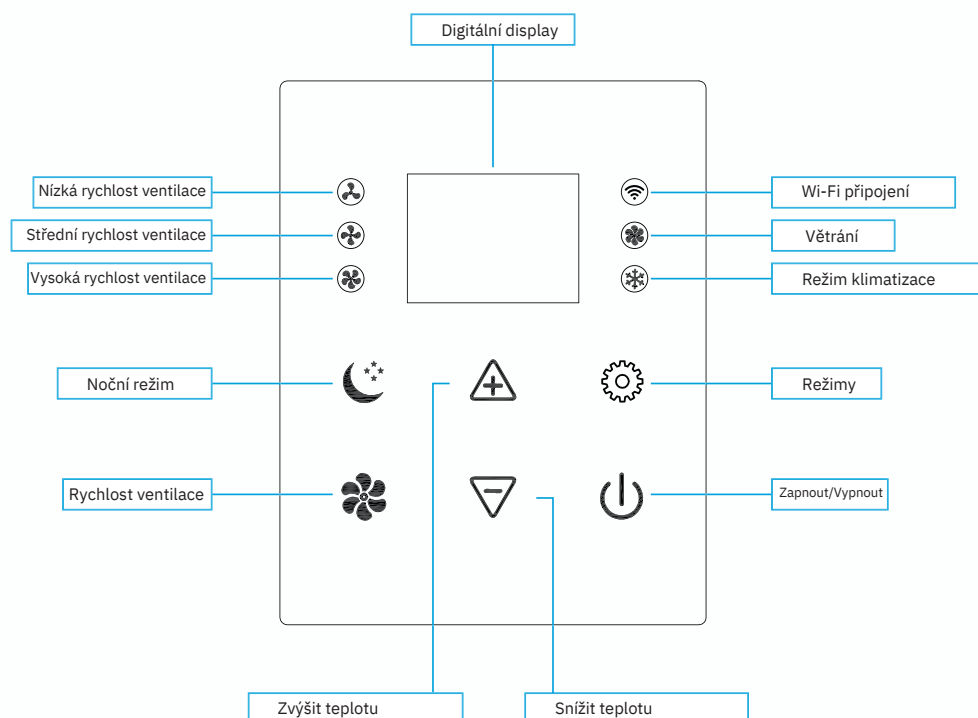 Digitální display
Nízká rychlost ventilace
Střední rychlost ventilace
Vysoká rychlost ventilace
Wi-Fi připojení
Větrání
Režim klimatizace
Noční režim
Režimy
Rychlost ventilace
Zapnout/Vypnout
Zvýšit teplotu
Snížit teplotu